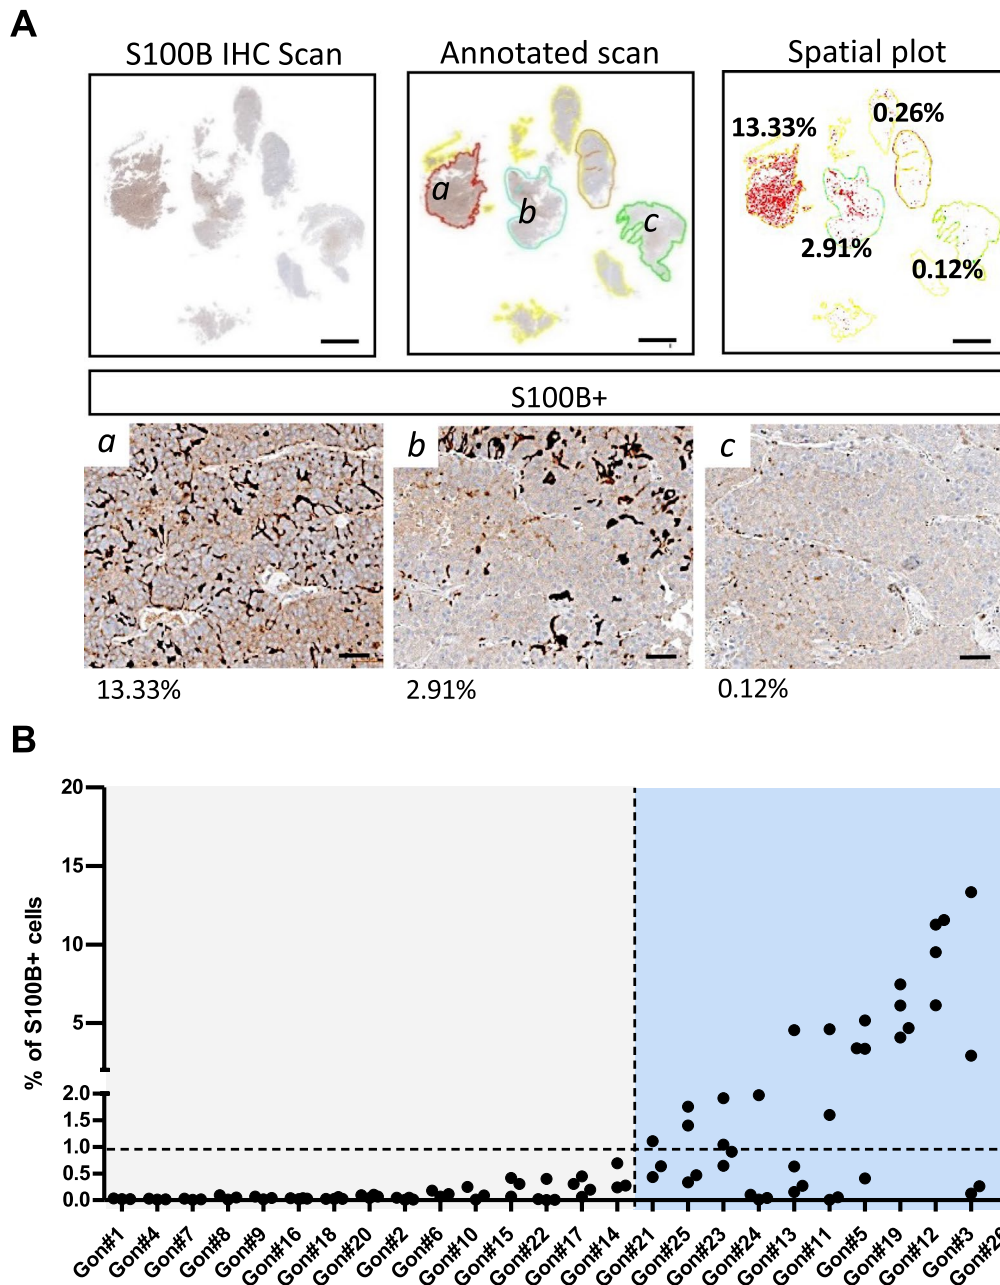 A
S100B IHC Scan
Annotated scan
Spatial plot
a
b
c
13.33%
0.26%
2.91%
0.12%
S100B+
a
b
c
13.33%
2.91%
0.12%
B
% of S100B+ cells
20
15
10
5
2.0
1.5
1.0
0.5
0.0
Gon#1
Gon#4
Gon#7
Gon#8
Gon#9
Gon#16
Gon#18
Gon#20
Gon#2
Gon#6
Gon#10
Gon#15
Gon#22
Gon#17
Gon#14
Gon#21
Gon#25
Gon#23
Gon#24
Gon#13
Gon#11
Gon#5
Gon#19
Gon#12
Gon#3